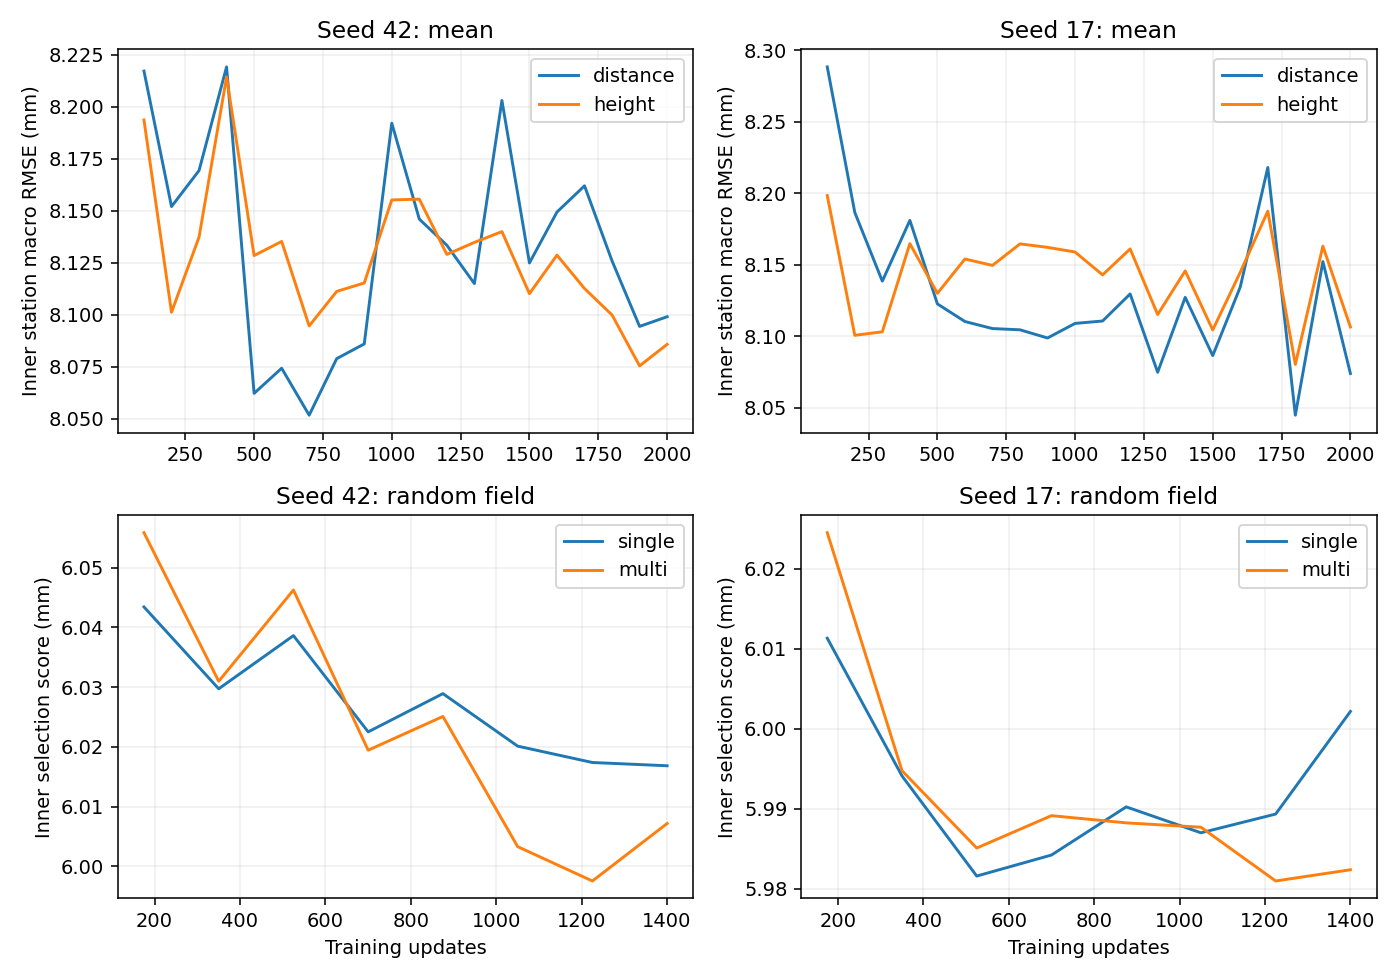 Seed 42: mean
Inner station macro RMSE (mm)
8.225
8.200
8.175
8.150
8.125
8.100
8.075
8.050
distance
height
250 500 750 1000 1250 1500 1750 2000
Seed 17: mean
Inner station macro RMSE (mm)
8.30
8.25
8.20
8.15
8.10
8.05
distance
height
250 500 750 1000 1250 1500 1750 2000
Seed 42: random field
Inner selection score (mm)
6.05
6.04
6.03
6.02
6.01
6.00
single
multi
200 400 600 800 1000 1200 1400
Training updates
Seed 17: random field
Inner selection score (mm)
6.02
6.01
6.00
5.99
5.98
single
multi
200 400 600 800 1000 1200 1400
Training updates